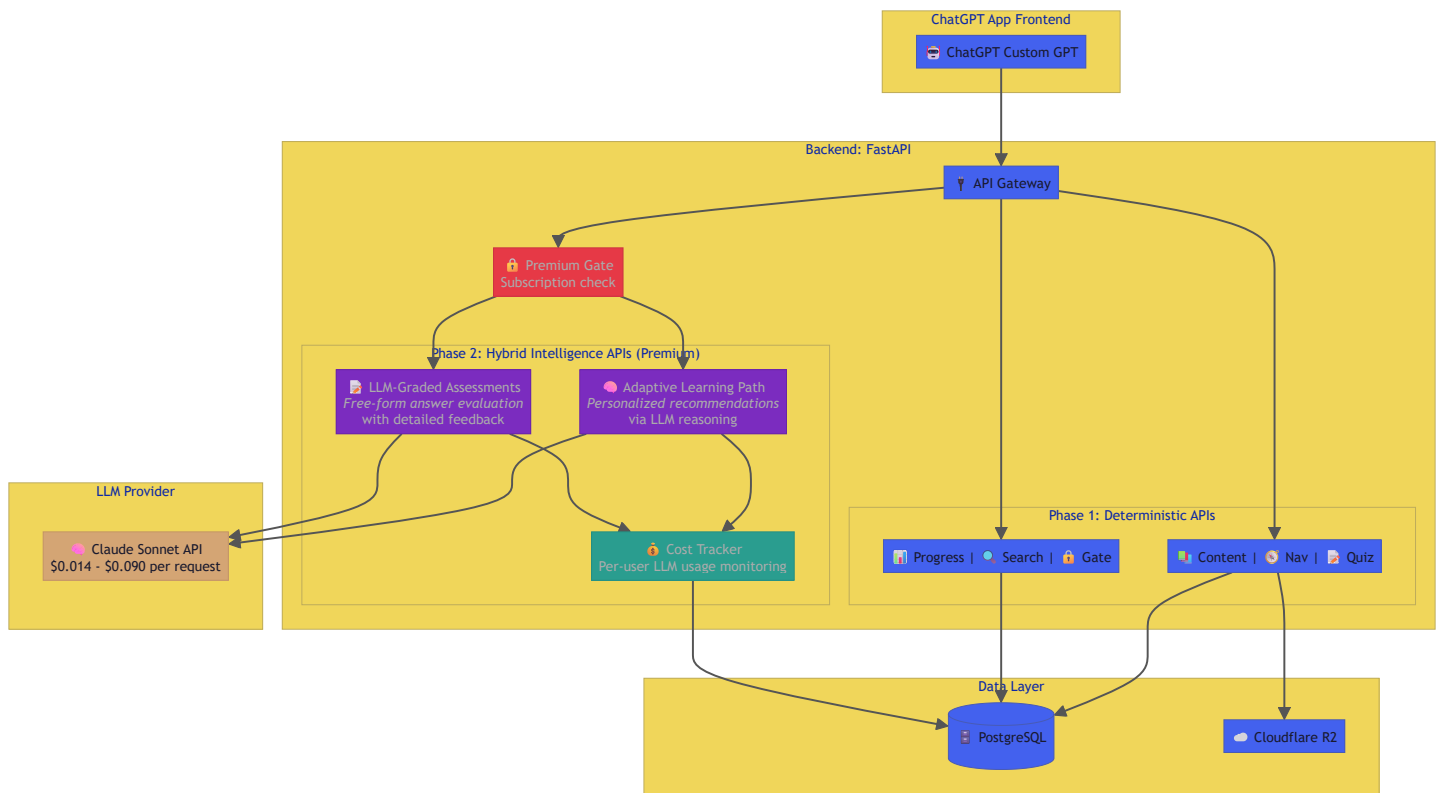 ChatGPT App Frontend
ChatGPT Custom GPT
Backend: FastAPI
API Gateway
Premium Gate
Subscription check
Phase 2: Hybrid Intelligence APIs (Premium)
LLM-Graded Assessments
Free-form answer evaluation
with detailed feedback
Adaptive Learning Path
Personalized recommendations
via LLM reasoning
LLM Provider
Claude Sonnet API
$0.014 - $0.090 per request
Cost Tracker
Per-user LLM usage monitoring
Phase 1: Deterministic APIs
Progress | Search | Gate
Content | Nav | Quiz
Data Layer
PostgreSQL
Cloudflare R2